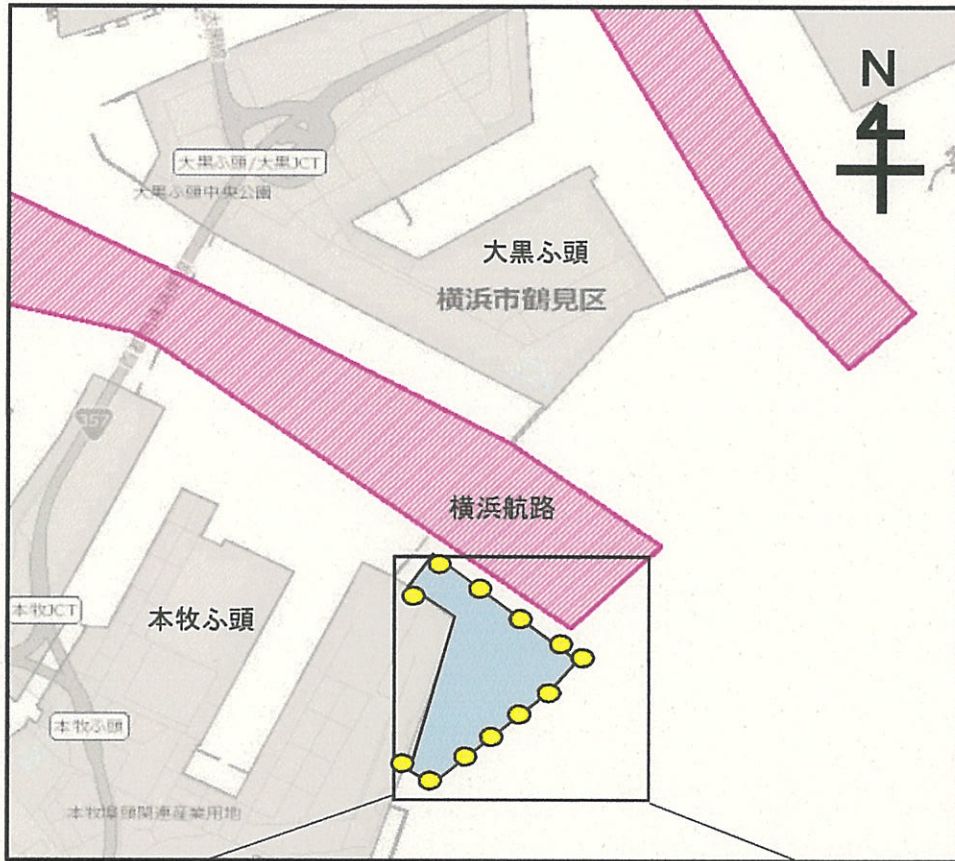 N
大黒ふ頭/大黒JCT
大黒ふ頭中央公園
大黒ふ頭
横浜市鶴見区
357
横浜航路
本牧JCT
本牧ふ頭
本牧ふ頭
本牧埠頭関連産業用地